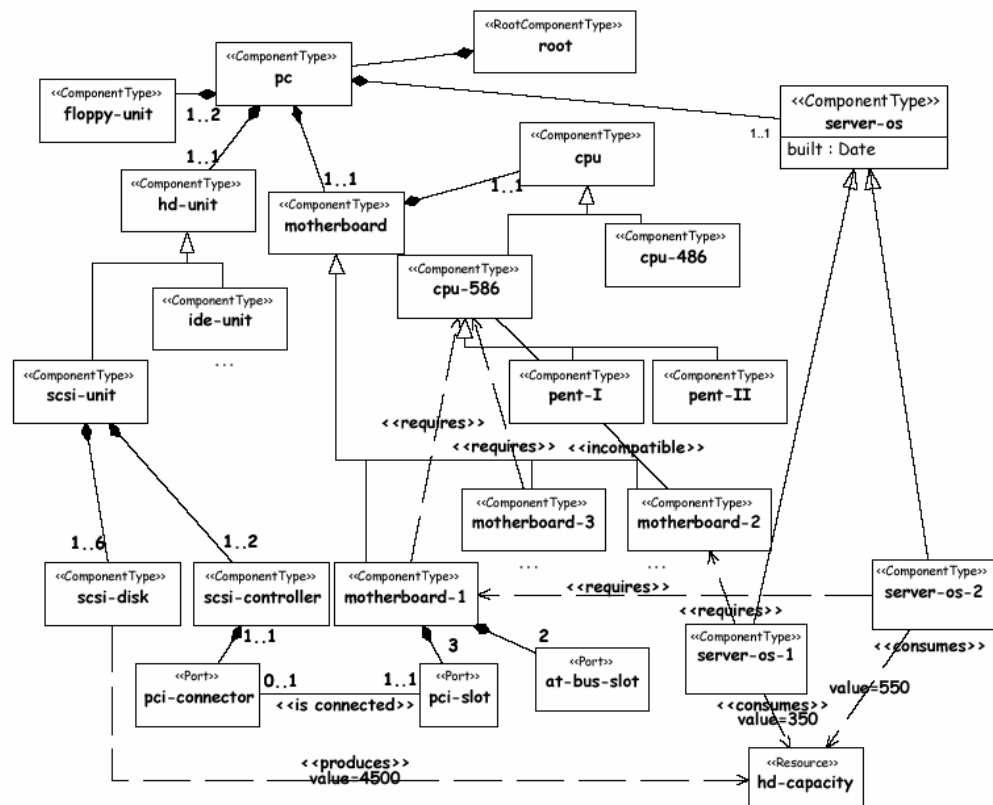 <<RootComponentType>>
root
<<ComponentType>>
pc
<<ComponentType>>
floppy-unit
1..2
<<ComponentType>>
server-os
built : Date
1..1
1..1
<<ComponentType>>
hd-unit
1..1
<<ComponentType>>
motherboard
<<ComponentType>>
cpu
1..1
<<ComponentType>>
cpu-486
<<ComponentType>>
cpu-586
<<ComponentType>>
ide-unit
...
<<ComponentType>>
scsi-unit
<<ComponentType>>
pent-I
<<ComponentType>>
pent-II
<<requires>>
<<requires>>
<<incompatible>>
<<ComponentType>>
motherboard-3
...
<<ComponentType>>
motherboard-2
...
1..6
1..2
<<ComponentType>>
scsi-disk
<<ComponentType>>
scsi-controller
<<ComponentType>>
motherboard-1
<<requires>>
<<ComponentType>>
server-os-2
<<requires>>
<<ComponentType>>
server-os-1
1..1
3
2
<<Port>>
pci-connector
0..1
1..1
<<is connected>>
<<Port>>
pci-slot
<<Port>>
at-bus-slot
<<consumes>>
value=550
<<consumes>>
value=350
<<produces>>
value=4500
<<Resource>>
hd-capacity